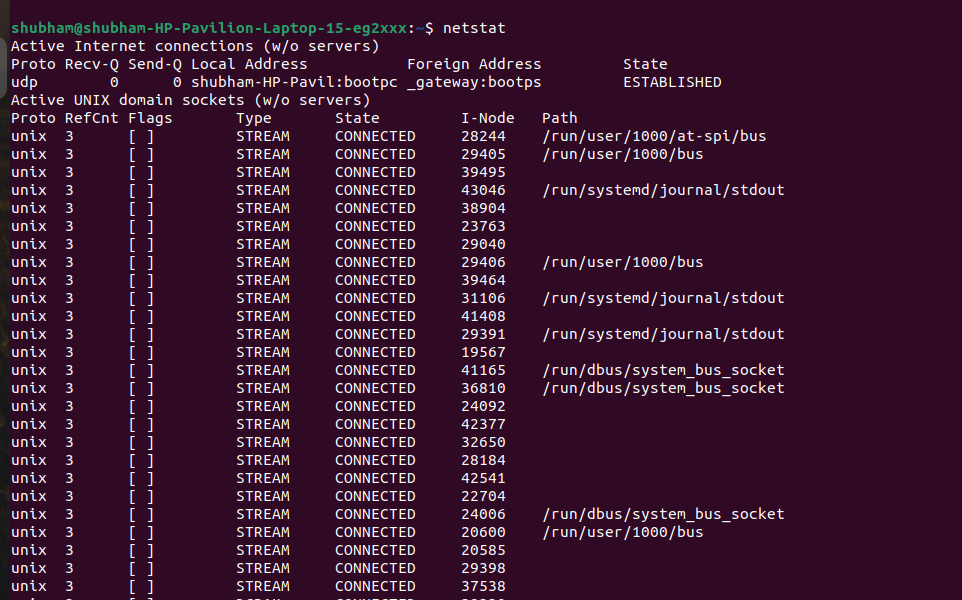 shubham@shubham-HP-Pavilion-Laptop-15-eg2xxx:~$ netstat
Active Internet connections (w/o servers)
Proto Recv-Q Send-Q Local Address           Foreign Address         State
udp        0      0 shubham-HP-Pavil:bootpc _gateway:bootps         ESTABLISHED
Active UNIX domain sockets (w/o servers)
Proto RefCnt Flags       Type       State         I-Node   Path
unix  3      [ ]         STREAM     CONNECTED     28244    /run/user/1000/at-spi/bus
unix  3      [ ]         STREAM     CONNECTED     29405    /run/user/1000/bus
unix  3      [ ]         STREAM     CONNECTED     39495
unix  3      [ ]         STREAM     CONNECTED     43046    /run/systemd/journal/stdout
unix  3      [ ]         STREAM     CONNECTED     38904
unix  3      [ ]         STREAM     CONNECTED     23763
unix  3      [ ]         STREAM     CONNECTED     29040
unix  3      [ ]         STREAM     CONNECTED     29406    /run/user/1000/bus
unix  3      [ ]         STREAM     CONNECTED     39464
unix  3      [ ]         STREAM     CONNECTED     31106    /run/systemd/journal/stdout
unix  3      [ ]         STREAM     CONNECTED     41408
unix  3      [ ]         STREAM     CONNECTED     29391    /run/systemd/journal/stdout
unix  3      [ ]         STREAM     CONNECTED     19567
unix  3      [ ]         STREAM     CONNECTED     41165    /run/dbus/system_bus_socket
unix  3      [ ]         STREAM     CONNECTED     36810    /run/dbus/system_bus_socket
unix  3      [ ]         STREAM     CONNECTED     24092
unix  3      [ ]         STREAM     CONNECTED     42377
unix  3      [ ]         STREAM     CONNECTED     32650
unix  3      [ ]         STREAM     CONNECTED     28184
unix  3      [ ]         STREAM     CONNECTED     42541
unix  3      [ ]         STREAM     CONNECTED     22704
unix  3      [ ]         STREAM     CONNECTED     24006    /run/dbus/system_bus_socket
unix  3      [ ]         STREAM     CONNECTED     20600    /run/user/1000/bus
unix  3      [ ]         STREAM     CONNECTED     20585
unix  3      [ ]         STREAM     CONNECTED     29398
unix  3      [ ]         STREAM     CONNECTED     37538